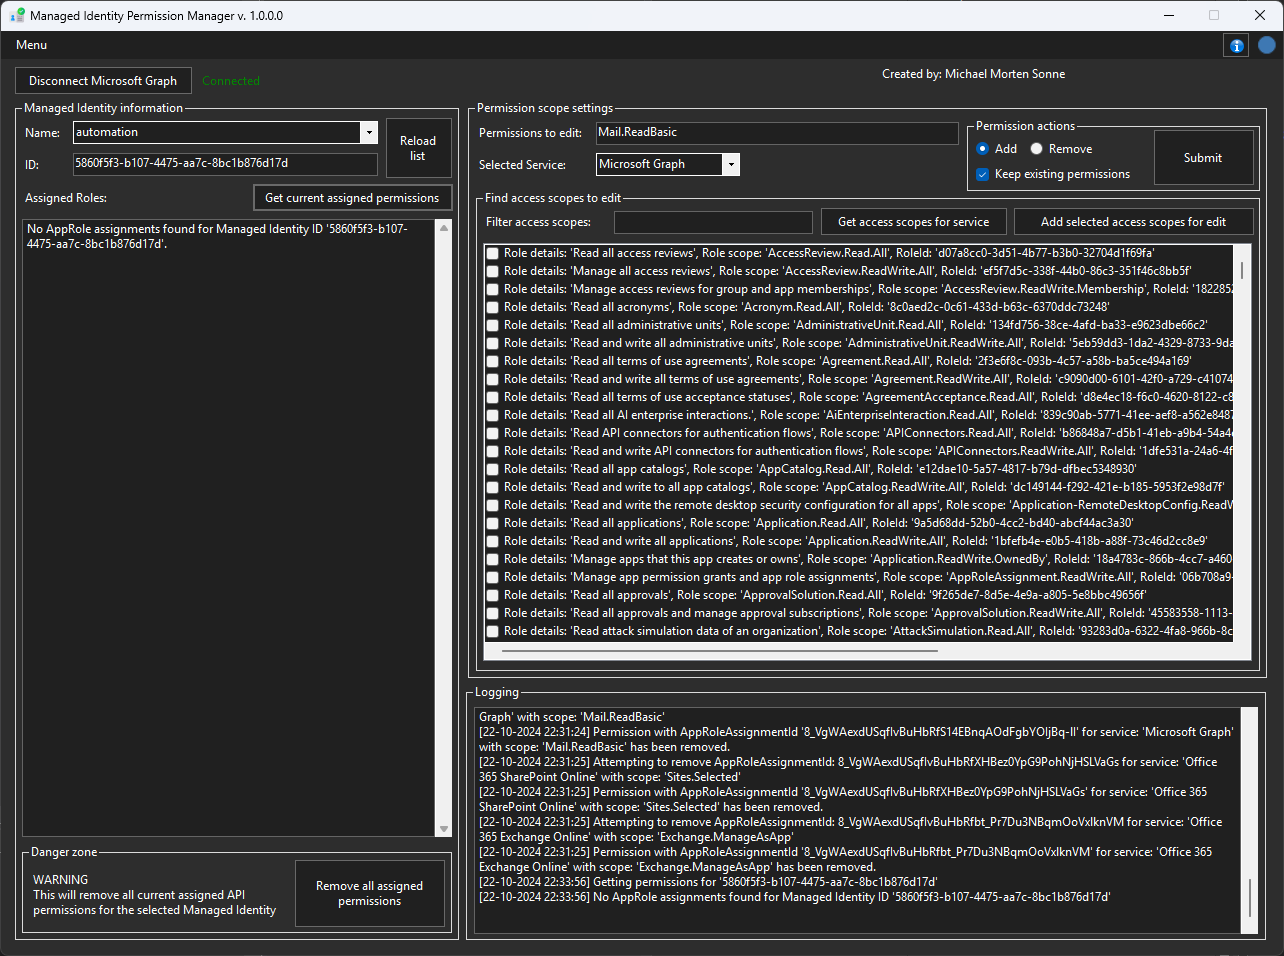 Managed Identity Permission Manager v. 1.0.0.0
Menu
Disconnect Microsoft Graph
Connected
Created by: Michael Morten Sonne
Managed Identity information
Name:
automation
Reload
list
ID:
5860f5f3-b107-4475-aa7c-8bc1b876d17d
Assigned Roles:
Get current assigned permissions
No AppRole assignments found for Managed Identity ID '5860f5f3-b107-
4475-aa7c-8bc1b876d17d'.
Danger zone
WARNING
This will remove all current assigned API
permissions for the selected Managed Identity
Remove all assigned
permissions
Permission scope settings
Permissions to edit:
Mail.ReadBasic
Selected Service:
Microsoft Graph
Permission actions
Add
Remove
Keep existing permissions
Submit
Find access scopes to edit
Filter access scopes:
Get access scopes for service
Add selected access scopes for edit
Role details: 'Read all access reviews', Role scope: 'AccessReview.Read.All', RoleId: 'd07a8cc0-3d51-4b77-b3b0-32704d1f69fa'
Role details: 'Manage all access reviews', Role scope: 'AccessReview.ReadWrite.All', RoleId: 'ef5f7d5c-338f-44b0-86c3-351f46c8bb5f'
Role details: 'Manage access reviews for group and app memberships', Role scope: 'AccessReview.ReadWrite.Membership', RoleId: '1822852
Role details: 'Read all acronyms', Role scope: 'Acronym.Read.All', RoleId: '8c0aed2c-0c61-433d-b63c-6370ddc73248'
Role details: 'Read all administrative units', Role scope: 'AdministrativeUnit.Read.All', RoleId: '134fd756-38ce-4afd-ba33-e9623dbe66c2'
Role details: 'Read and write all administrative units', Role scope: 'AdministrativeUnit.ReadWrite.All', RoleId: '5eb59dd3-1da2-4329-8733-9da
Role details: 'Read all terms of use agreements', Role scope: 'Agreement.Read.All', RoleId: '2f3e6f8c-093b-4c57-a58b-ba5ce494a169'
Role details: 'Read and write all terms of use agreements', Role scope: 'Agreement.ReadWrite.All', RoleId: 'c9090d00-6101-42f0-a729-c41074
Role details: 'Read all terms of use acceptance statuses', Role scope: 'AgreementAcceptance.Read.All', RoleId: 'd8e4ec18-f6c0-4620-8122-c8
Role details: 'Read all AI enterprise interactions.', Role scope: 'AiEnterpriseInteraction.Read.All', RoleId: '839c90ab-5771-41ee-aef8-a562e8487
Role details: 'Read API connectors for authentication flows', Role scope: 'APIConnectors.Read.All', RoleId: 'b86848a7-d5b1-41eb-a9b4-54a4e
Role details: 'Read and write API connectors for authentication flows', Role scope: 'APIConnectors.ReadWrite.All', RoleId: '1dfe531a-24a6-4f
Role details: 'Read all app catalogs', Role scope: 'AppCatalog.Read.All', RoleId: 'e12dae10-5a57-4817-b79d-dfbec5348930'
Role details: 'Read and write to all app catalogs', Role scope: 'AppCatalog.ReadWrite.All', RoleId: 'dc149144-f292-421e-b185-5953f2e98d7f'
Role details: 'Read and write the remote desktop security configuration for all apps', Role scope: 'Application-RemoteDesktopConfig.ReadW
Role details: 'Read all applications', Role scope: 'Application.Read.All', RoleId: '9a5d68dd-52b0-4cc2-bd40-abcf44ac3a30'
Role details: 'Read and write all applications', Role scope: 'Application.ReadWrite.All', RoleId: '1bfefb4e-e0b5-418b-a88f-73c46d2cc8e9'
Role details: 'Manage apps that this app creates or owns', Role scope: 'Application.ReadWrite.OwnedBy', RoleId: '18a4783c-866b-4cc7-a460
Role details: 'Manage app permission grants and app role assignments', Role scope: 'AppRoleAssignment.ReadWrite.All', RoleId: '06b708a9-
Role details: 'Read all approvals', Role scope: 'ApprovalSolution.Read.All', RoleId: '9f265de7-8d5e-4e9a-a805-5e8bbc49656f'
Role details: 'Read all approvals and manage approval subscriptions', Role scope: 'ApprovalSolution.ReadWrite.All', RoleId: '45583558-1113-
Role details: 'Read attack simulation data of an organization', Role scope: 'AttackSimulation.Read.All', RoleId: '93283d0a-6322-4fa8-966b-8c
Logging
Graph' with scope: 'Mail.ReadBasic'
[22-10-2024 22:31:24] Permission with AppRoleAssignmentId '8_VgWAexdUSqfIvBuHbRfS14EBnqAOdFgbYOIjBq-II' for service: 'Microsoft Graph'
with scope: 'Mail.ReadBasic' has been removed.
[22-10-2024 22:31:25] Attempting to remove AppRoleAssignmentId: 8_VgWAexdUSqfIvBuHbRfXHBez0YpG9PohNjHSLVaGs for service: 'Office
365 SharePoint Online' with scope: 'Sites.Selected'
[22-10-2024 22:31:25] Permission with AppRoleAssignmentId '8_VgWAexdUSqfIvBuHbRfXHBez0YpG9PohNjHSLVaGs' for service: 'Office 365
SharePoint Online' with scope: 'Sites.Selected' has been removed.
[22-10-2024 22:31:25] Attempting to remove AppRoleAssignmentId: 8_VgWAexdUSqfIvBuHbRfbt_Pr7Du3NBqmOoVxIknVM for service: 'Office
365 Exchange Online' with scope: 'Exchange.ManageAsApp'
[22-10-2024 22:31:25] Permission with AppRoleAssignmentId '8_VgWAexdUSqfIvBuHbRfbt_Pr7Du3NBqmOoVxIknVM' for service: 'Office 365
Exchange Online' with scope: 'Exchange.ManageAsApp' has been removed.
[22-10-2024 22:33:56] Getting permissions for '5860f5f3-b107-4475-aa7c-8bc1b876d17d'
[22-10-2024 22:33:56] No AppRole assignments found for Managed Identity ID '5860f5f3-b107-4475-aa7c-8bc1b876d17d'